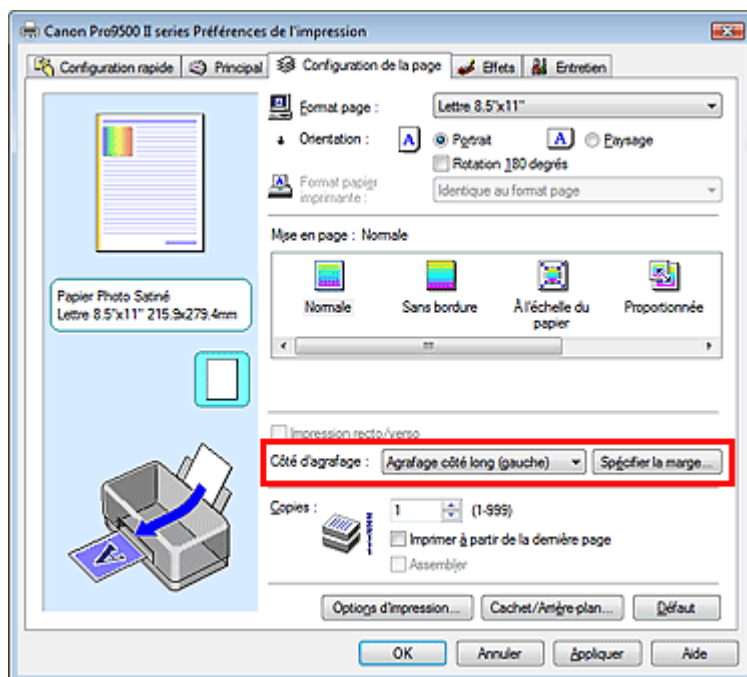 Canon Pro9500 II series Préférences de l'impression
Configuration rapide Principal Configuration de la page Effets Entretien
Format page : Lettre 8.5"x11"
Orientation : A Portrait A Paysage
Rotation 180 degrés
Format papier imprimante : Identique au format page
Mise en page : Normale
Normale Sans bordure À l'échelle du papier Proportionnée
Papier Photo Satiné
Lettre 8.5"x11" 215.9x279.4mm
Impression recto/verso
Côté d'agrafage : Agrafage côté long (gauche) Spécifier la marge...
Copies : 1 (1-999)
Imprimer à partir de la dernière page
Assembler
Options d'impression... Cachet/Arrière-plan... Défaut
OK Annuler Appliquer Aide